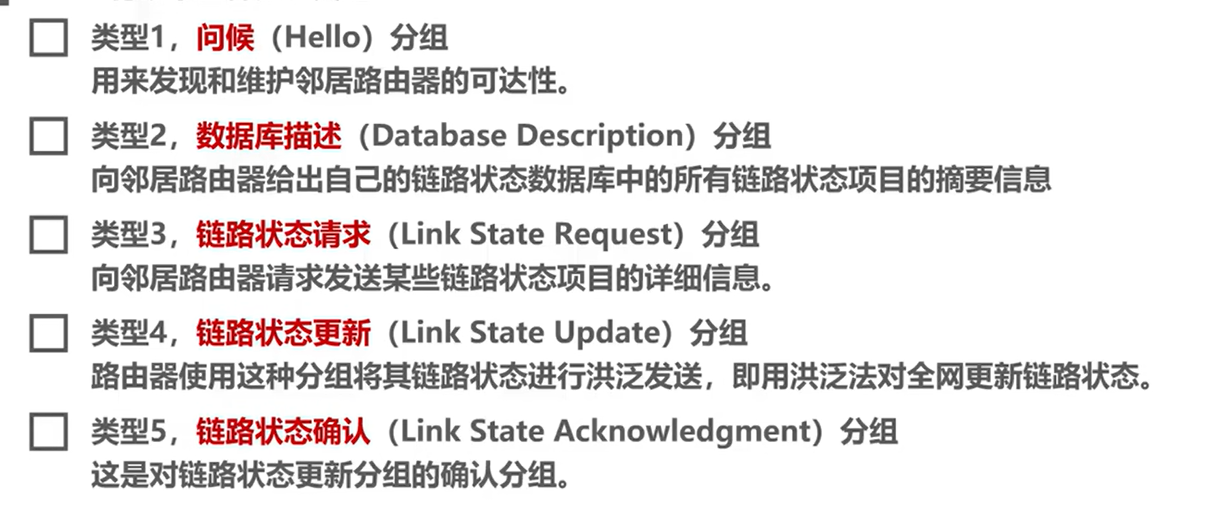 类型1，问候（Hello）分组
用来发现和维护邻居路由器的可达性。
类型2，数据库描述（Database Description）分组
向邻居路由器给出自己的链路状态数据库中的所有链路状态项目的摘要信息
类型3，链路状态请求（Link State Request）分组
向邻居路由器请求发送某些链路状态项目的详细信息。
类型4，链路状态更新（Link State Update）分组
路由器使用这种分组将其链路状态进行洪泛发送，即用洪泛法对全网更新链路状态。
类型5，链路状态确认（Link State Acknowledgment）分组
这是对链路状态更新分组的确认分组。